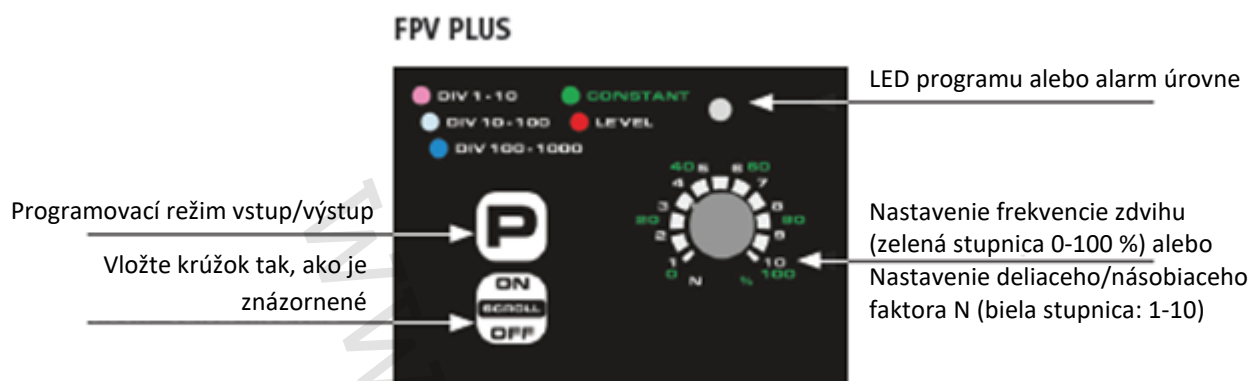 FPV PLUS
DIV 1-10
CONSTANT
DIV 10-100
LEVEL
DIV 100-1000
LED programu alebo alarm úrovne
Programovací režim vstup/výstup
P
Vložte krúžok tak, ako je
znázornené
ON
SCROLL
OFF
40 5 6 60
4 7
3 8
20 80
2 9
1 10
0 N % 100
Nastavenie frekvencie zdvihu
(zelená stupnica 0-100 %) alebo
Nastavenie deliaceho/násobiaceho
faktora N (biela stupnica: 1-10)